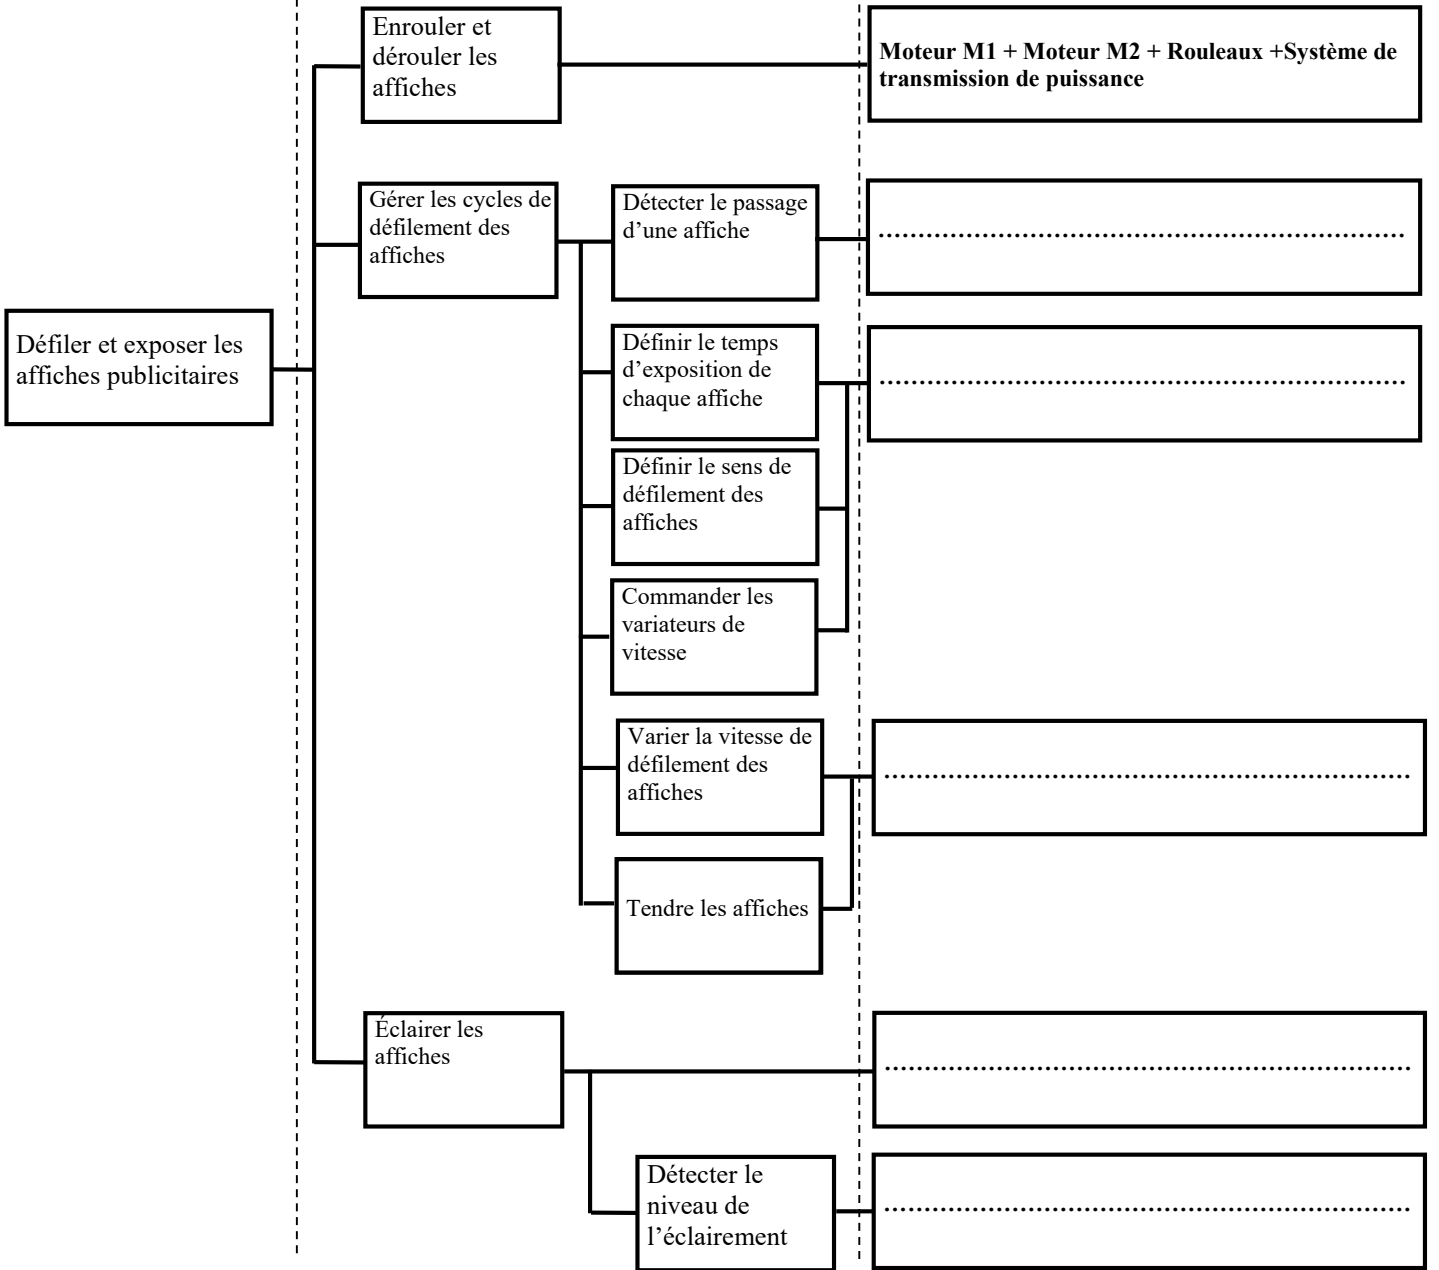 Enrouler et
dérouler les
affiches
Moteur M1 + Moteur M2 + Rouleaux +Système de
transmission de puissance
Gérer les cycles de
défilement des
affiches
Détecter le passage
d’une affiche
..................................................................................
Défiler et exposer les
affiches publicitaires
Définir le temps
d’exposition de
chaque affiche
..................................................................................
Définir le sens de
défilement des
affiches
Commander les
variateurs de
vitesse
Varier la vitesse de
défilement des
affiches
..................................................................................
Tendre les affiches
Éclairer les
affiches
..................................................................................
Détecter le
niveau de
l’éclairement
..................................................................................